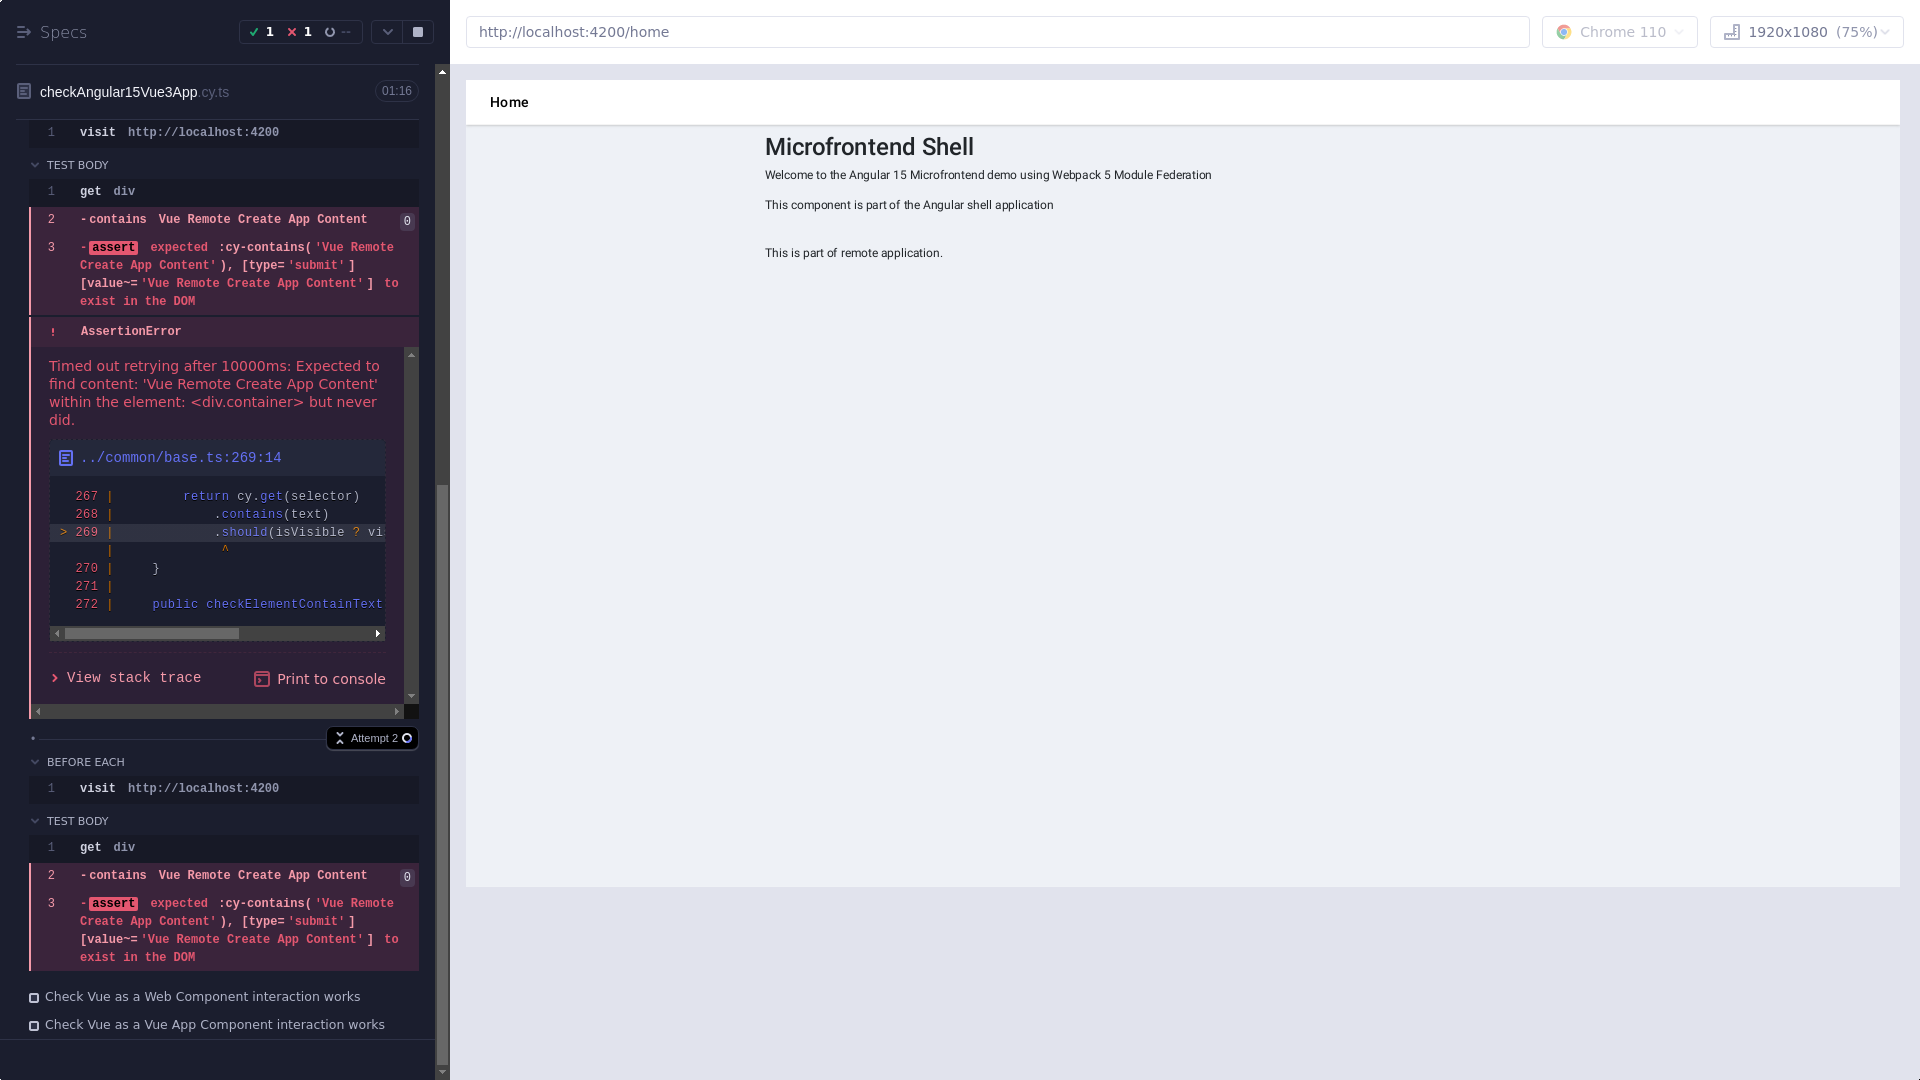 Specs
1 1 --
checkAngular15Vue3App.cy.ts 01:16
1 visit http://localhost:4200
TEST BODY
1 get div
2 -contains Vue Remote Create App Content 0
3 -assert expected :cy-contains('Vue Remote
Create App Content'), [type='submit']
[value~='Vue Remote Create App Content'] to
exist in the DOM
! AssertionError
Timed out retrying after 10000ms: Expected to
find content: 'Vue Remote Create App Content'
within the element: <div.container> but never
did.
../common/base.ts:269:14
267 | return cy.get(selector)
268 | .contains(text)
> 269 | .should(isVisible ? vi
| ^
270 | }
271 |
272 | public checkElementContainText
View stack trace Print to console
Attempt 2
BEFORE EACH
1 visit http://localhost:4200
TEST BODY
1 get div
2 -contains Vue Remote Create App Content 0
3 -assert expected :cy-contains('Vue Remote
Create App Content'), [type='submit']
[value~='Vue Remote Create App Content'] to
exist in the DOM
Check Vue as a Web Component interaction works
Check Vue as a Vue App Component interaction works
http://localhost:4200/home
Chrome 110
1920x1080 (75%)
Home
Microfrontend Shell
Welcome to the Angular 15 Microfrontend demo using Webpack 5 Module Federation
This component is part of the Angular shell application
This is part of remote application.